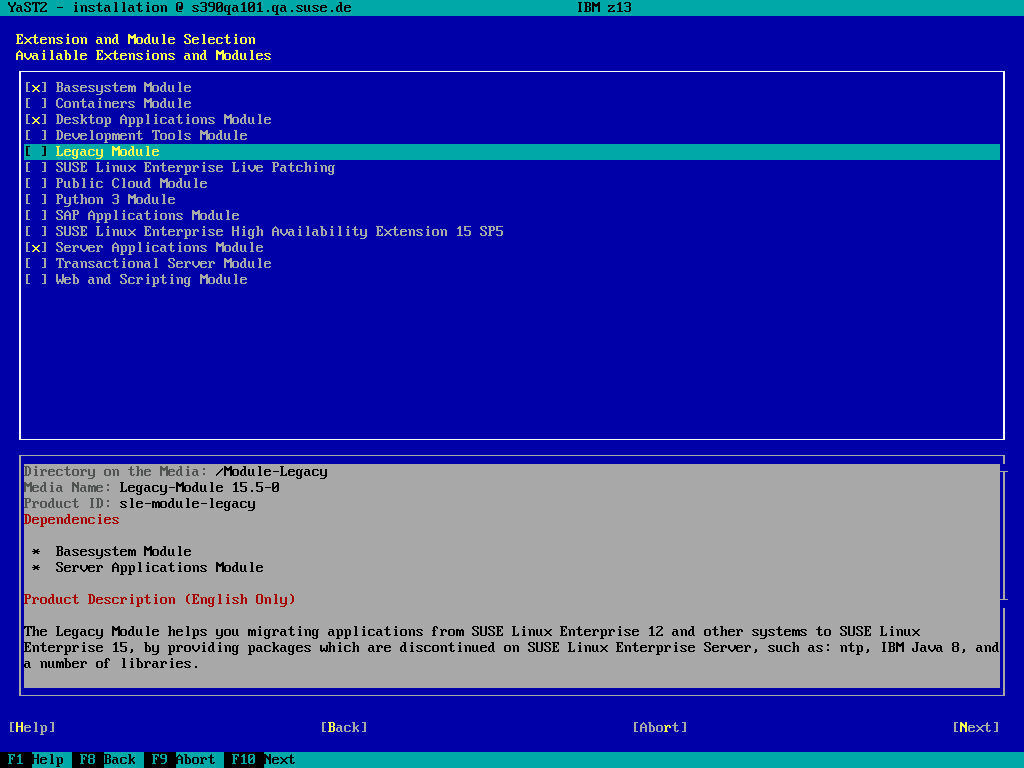 YaST2 - installation @ s390qa101.qa.suse.de IBM z13
Extension and Module Selection
Available Extensions and Modules
[x] Basesystem Module
[ ] Containers Module
[x] Desktop Applications Module
[ ] Development Tools Module
[ ] Legacy Module
[ ] SUSE Linux Enterprise Live Patching
[ ] Public Cloud Module
[ ] Python 3 Module
[ ] SAP Applications Module
[ ] SUSE Linux Enterprise High Availability Extension 15 SP5
[x] Server Applications Module
[ ] Transactional Server Module
[ ] Web and Scripting Module
Directory on the Media: /Module-Legacy
Media Name: Legacy-Module 15.5-0
Product ID: sle-module-legacy
Dependencies
* Basesystem Module
* Server Applications Module
Product Description (English Only)
The Legacy Module helps you migrating applications from SUSE Linux Enterprise 12 and other systems to SUSE Linux
Enterprise 15, by providing packages which are discontinued on SUSE Linux Enterprise Server, such as: ntp, IBM Java 8, and
a number of libraries.
[Help] [Back] [Abort] [Next]
F1 Help F8 Back F9 Abort F10 Next